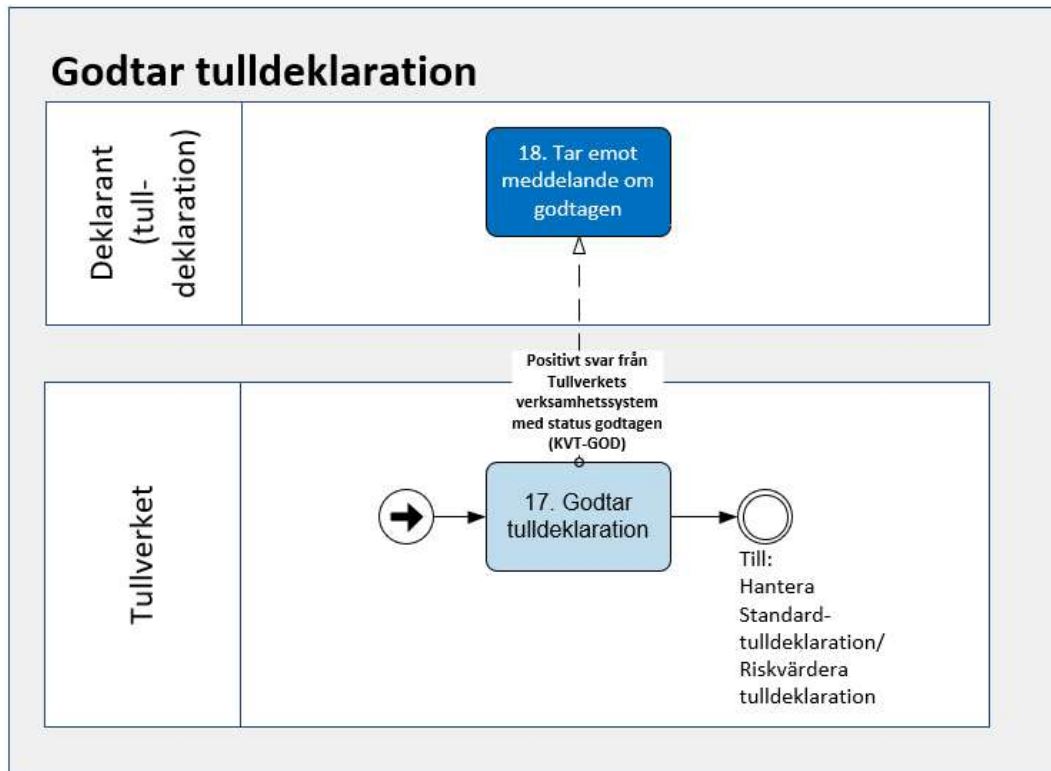 Godtar tulldeklaration
Deklarant
(tull-
deklaration)
18. Tar emot
meddelande om
godtagen
Positivt svar från
Tullverkets
verksamhetssystem
med status godtagen
(KVT-GOD)
Tullverket
17. Godtar
tulldeklaration
Till:
Hantera
Standard-
tulldeklaration/
Riskvärdera
tulldeklaration